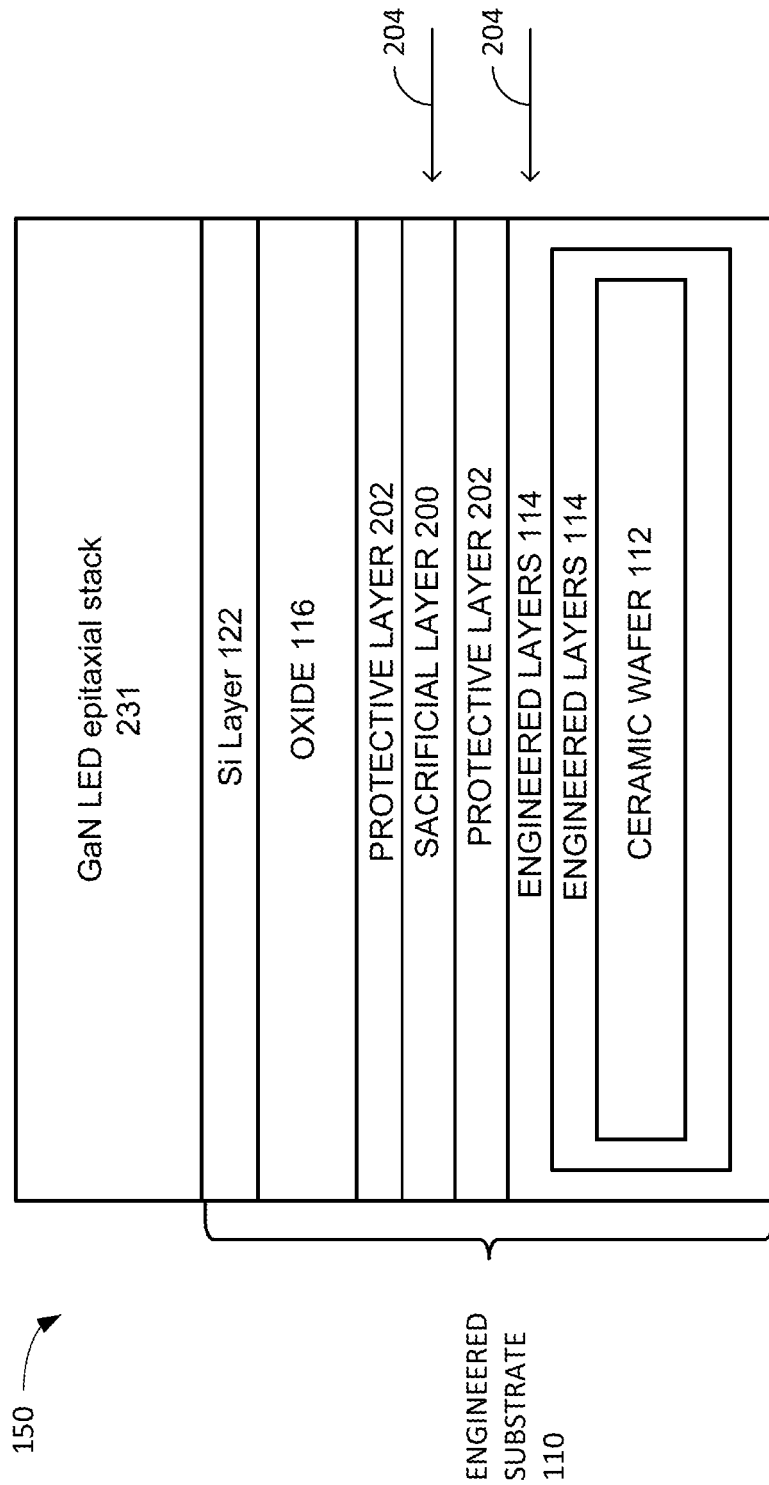 150
GaN LED epitaxial stack
231
Si Layer 122
OXIDE 116
PROTECTIVE LAYER 202
SACRIFICIAL LAYER 200
204
PROTECTIVE LAYER 202
204
ENGINEERED LAYERS 114
ENGINEERED LAYERS 114
CERAMIC WAFER 112
ENGINEERED
SUBSTRATE
110